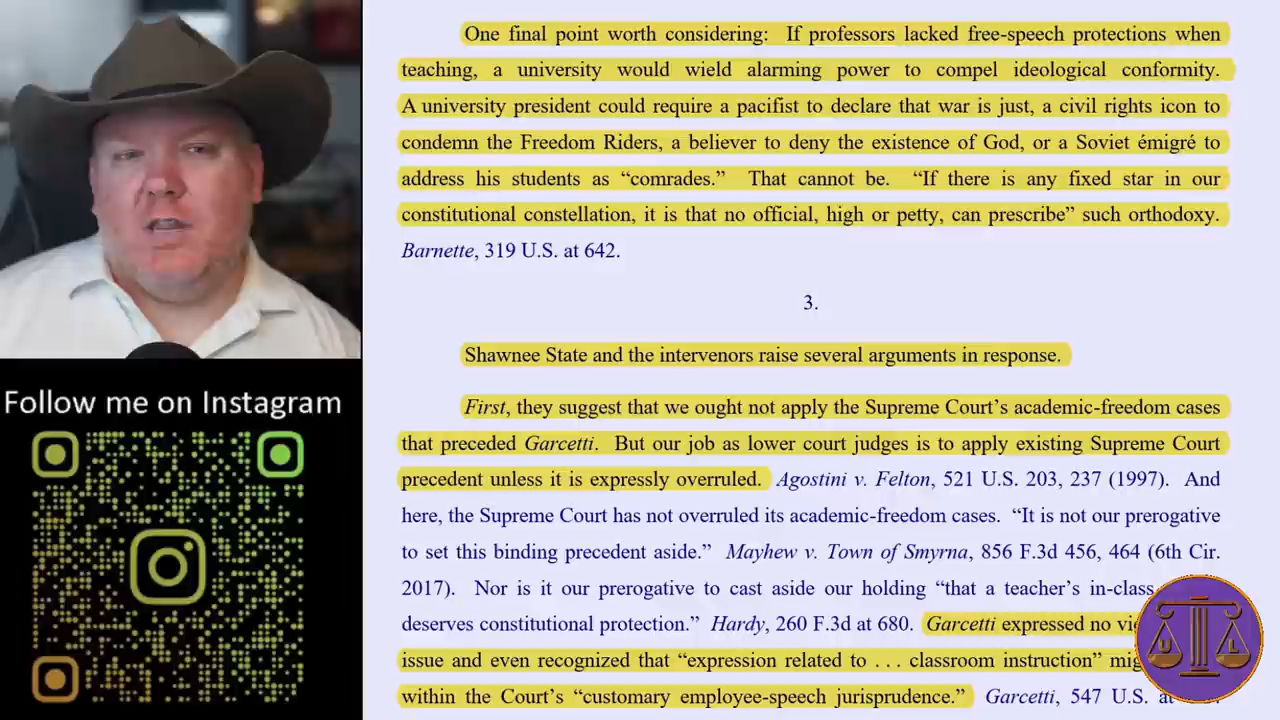 One final point worth considering: If professors lacked free-speech protections when
teaching, a university would wield alarming power to compel ideological conformity.
A university president could require a pacifist to declare that war is just, a civil rights icon to
condemn the Freedom Riders, a believer to deny the existence of God, or a Soviet émigré to
address his students as “comrades.” That cannot be. “If there is any fixed star in our
constitutional constellation, it is that no official, high or petty, can prescribe” such orthodoxy.
Barnette, 319 U.S. at 642.
3.
Shawnee State and the intervenors raise several arguments in response.
First, they suggest that we ought not apply the Supreme Court’s academic-freedom cases
that preceded Garcetti. But our job as lower court judges is to apply existing Supreme Court
precedent unless it is expressly overruled. Agostini v. Felton, 521 U.S. 203, 237 (1997). And
here, the Supreme Court has not overruled its academic-freedom cases. “It is not our prerogative
to set this binding precedent aside.” Mayhew v. Town of Smyrna, 856 F.3d 456, 464 (6th Cir.
2017). Nor is it our prerogative to cast aside our holding “that a teacher’s in-class
deserves constitutional protection.” Hardy, 260 F.3d at 680. Garcetti expressed no
issue and even recognized that “expression related to . . . classroom instruction”
within the Court’s “customary employee-speech jurisprudence.” Garcetti, 547 U.S. at
Follow me on Instagram
U L